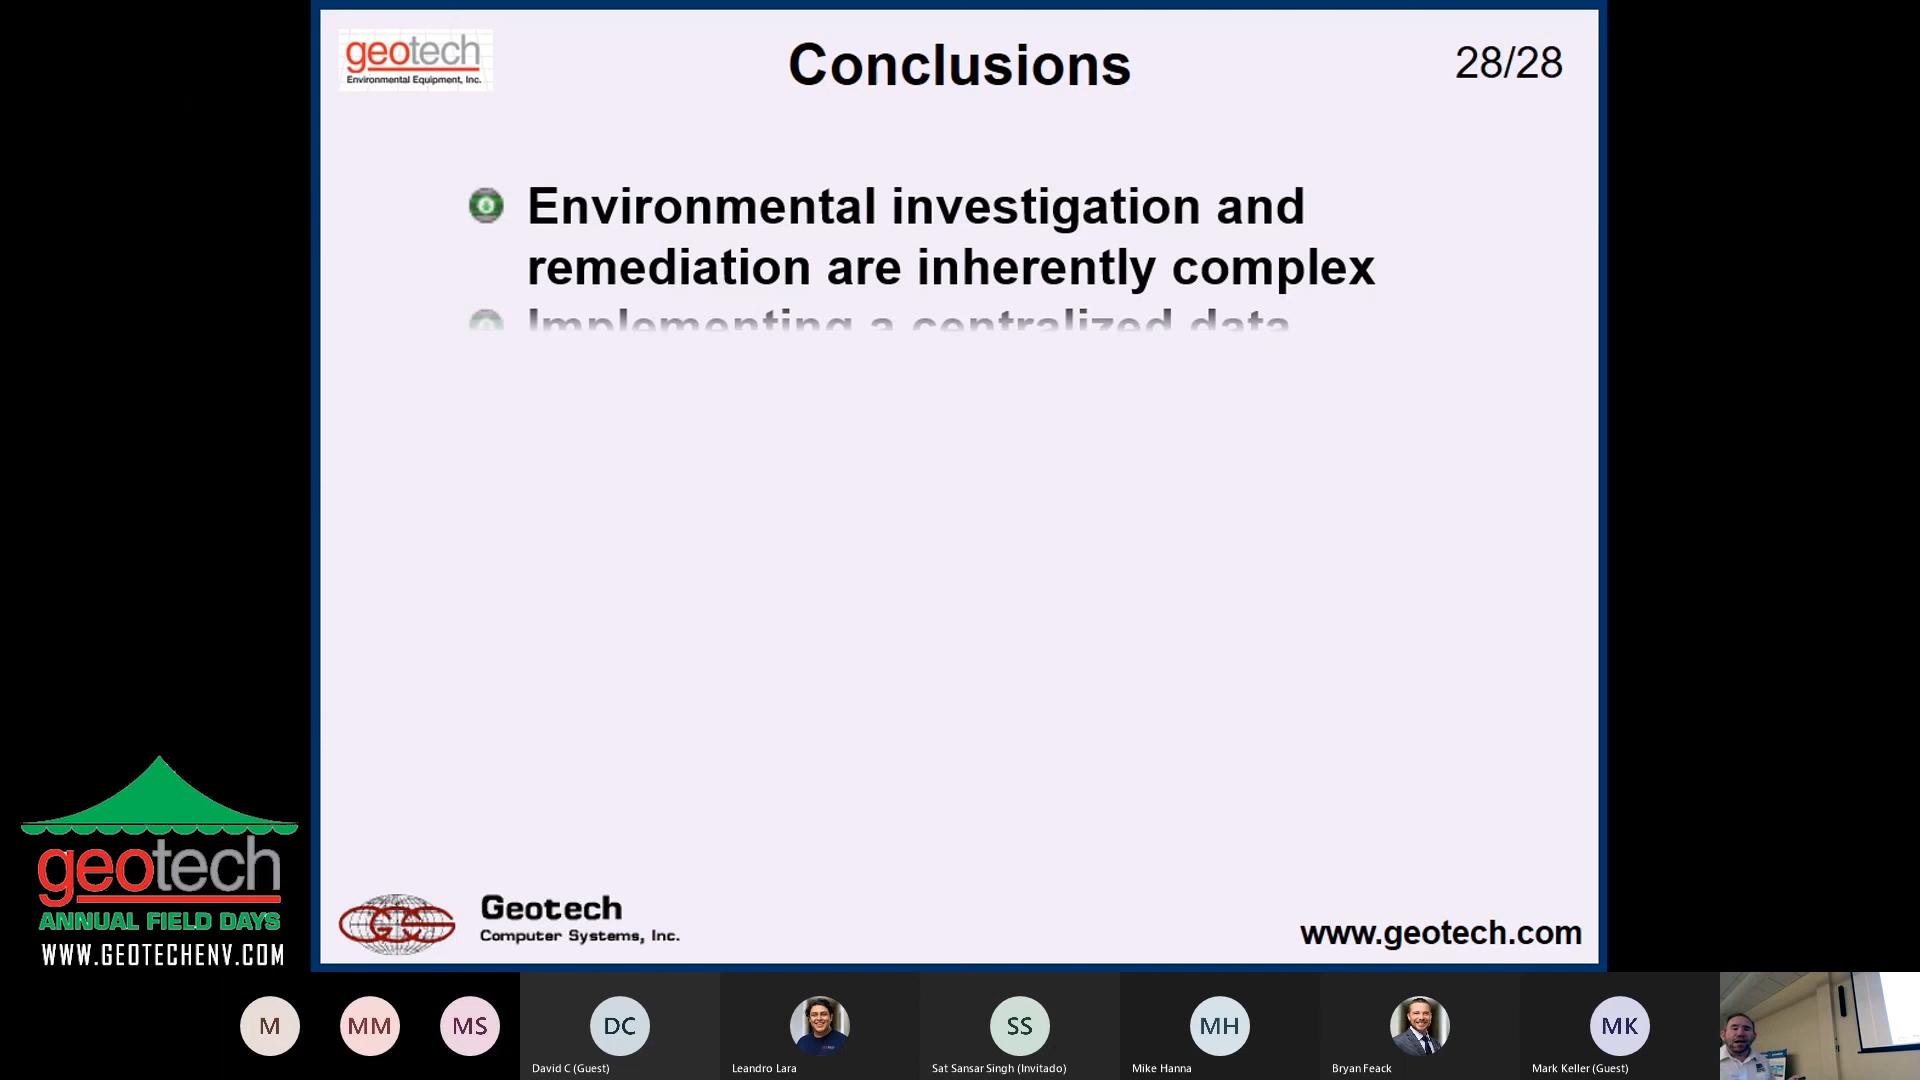 geotech
Environmental Equipment, Inc.
Conclusions
28/28
Environmental investigation and
remediation are inherently complex
Implementing a centralized data
geotech
ANNUAL FIELD DAYS
WWW.GEOTECHENV.COM
GCS
Geotech
Computer Systems, Inc.
www.geotech.com
M
MM
MS
DC
SS
MH
MK
David C (Guest)
Leandro Lara
Sat Sansar Singh (Invitado)
Mike Hanna
Bryan Feack
Mark Keller (Guest)